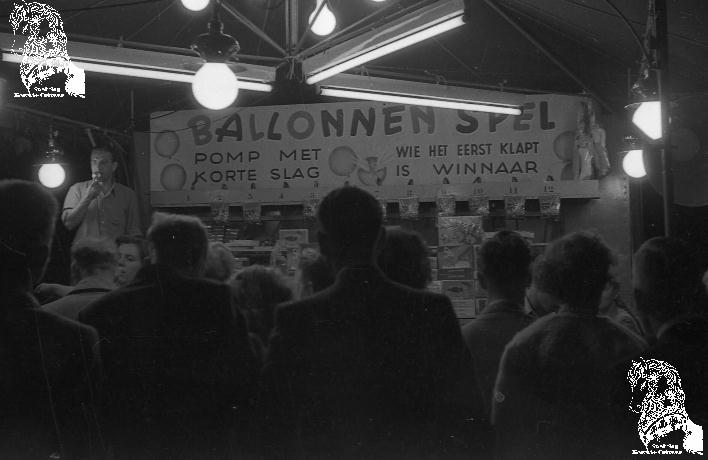 BALLONNEN SPEL
POMP MET
KORTE SLAG
WIE HET EERST KLAPT
IS WINNAAR